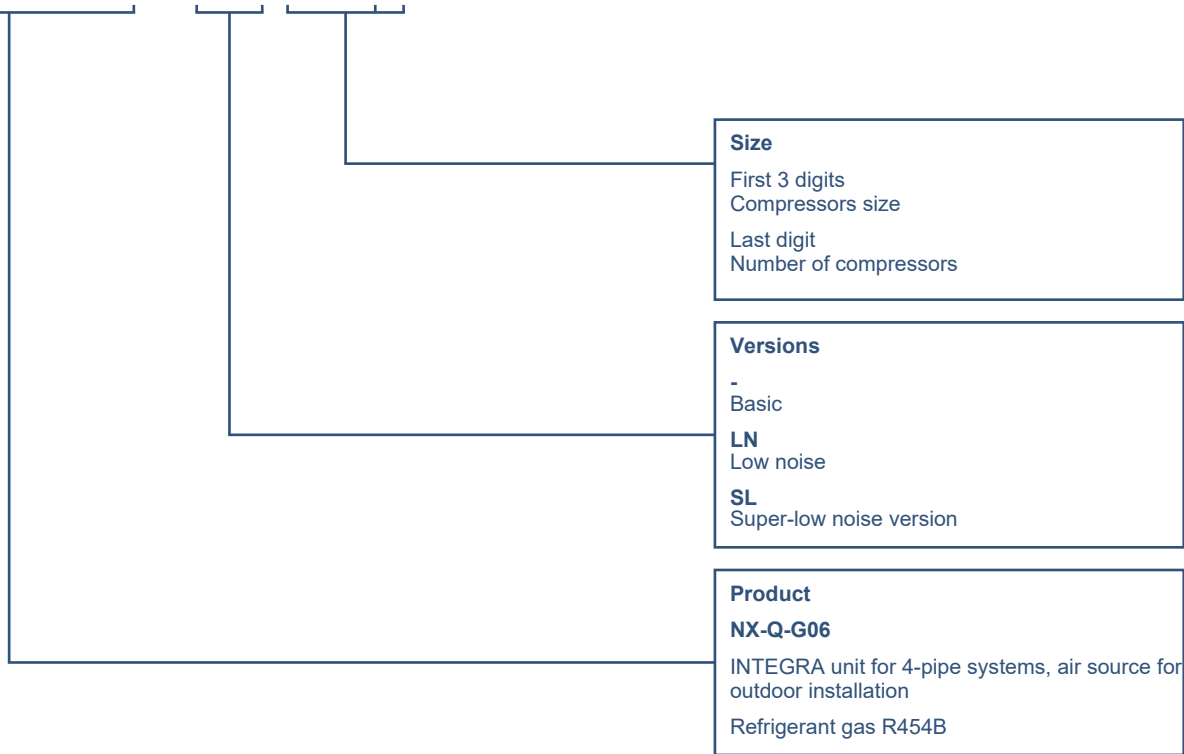 Size
First 3 digits
Compressors size
Last digit
Number of compressors
Versions
-
Basic
LN
Low noise
SL
Super-low noise version
Product
NX-Q-G06
INTEGRA unit for 4-pipe systems, air source for
outdoor installation
Refrigerant gas R454B